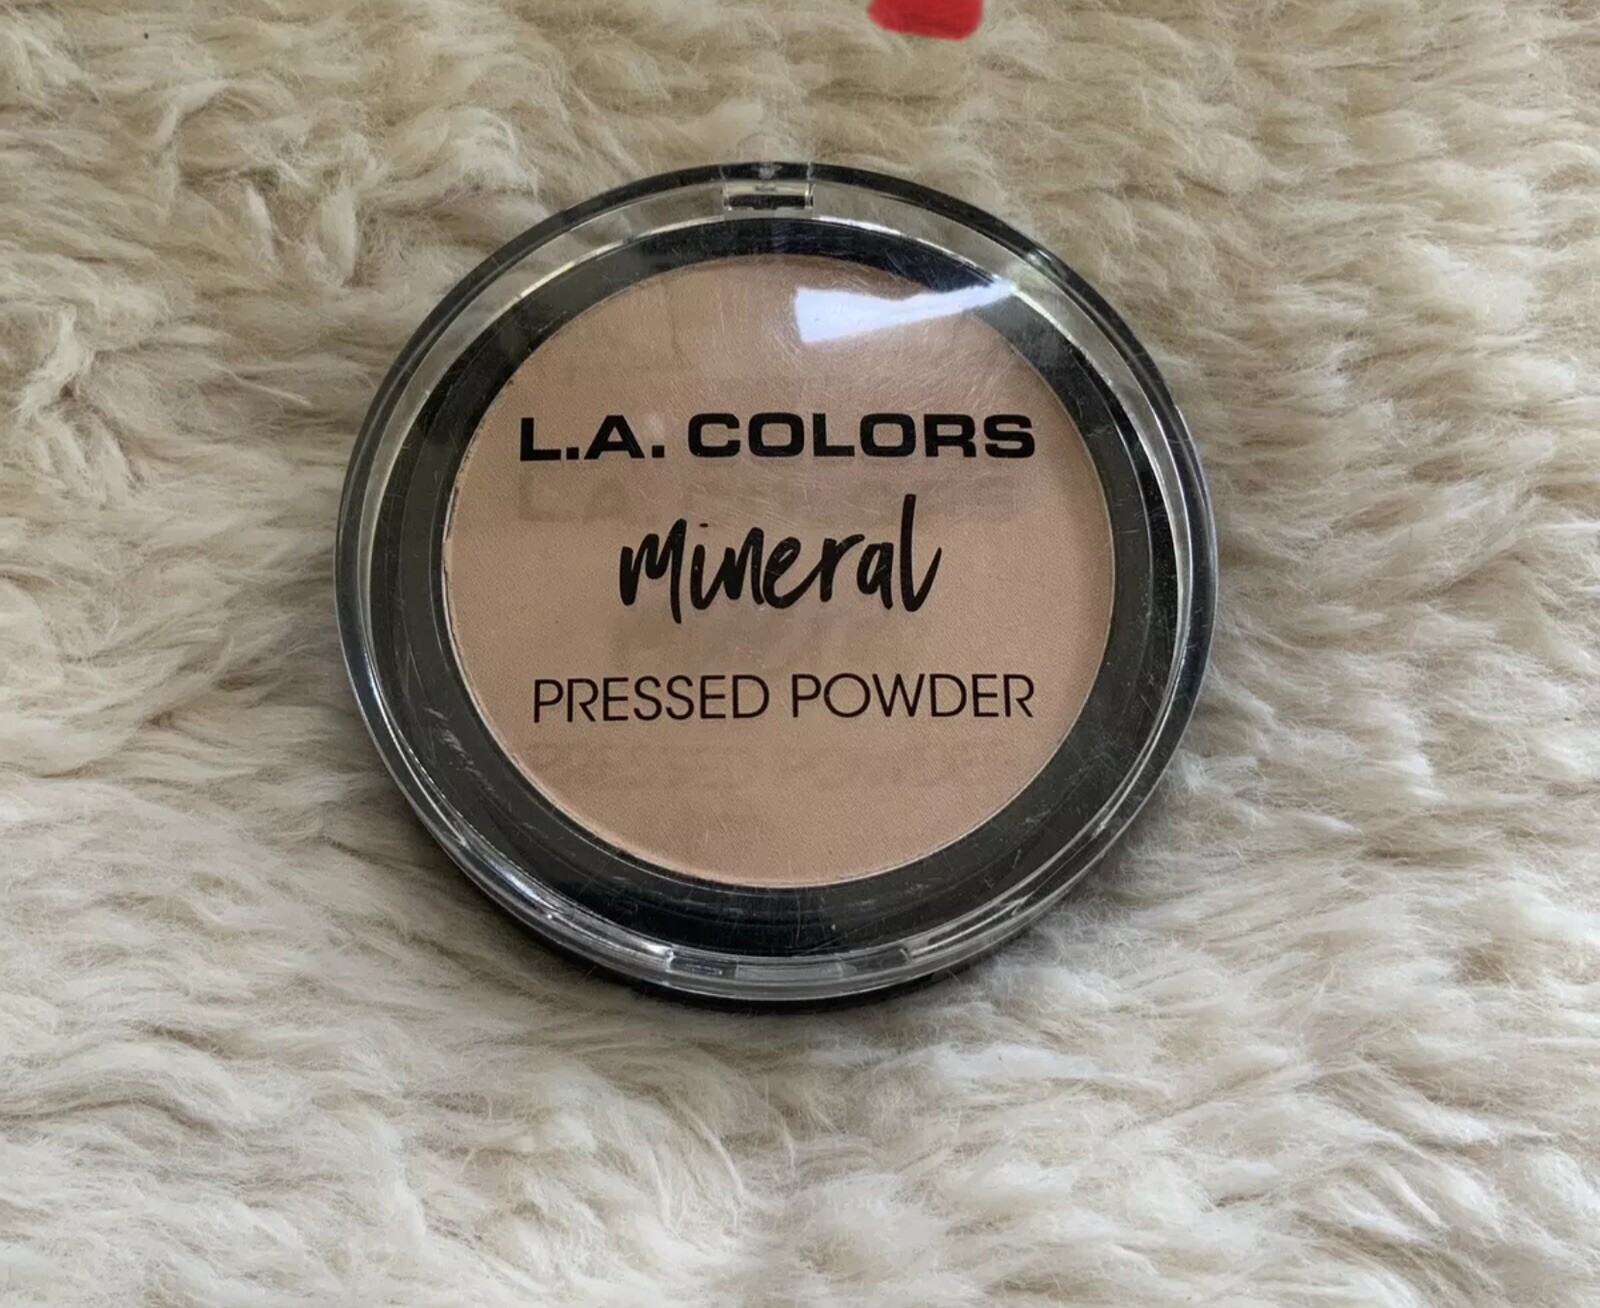 L.A. COLORS
mineral
PRESSED POWDER